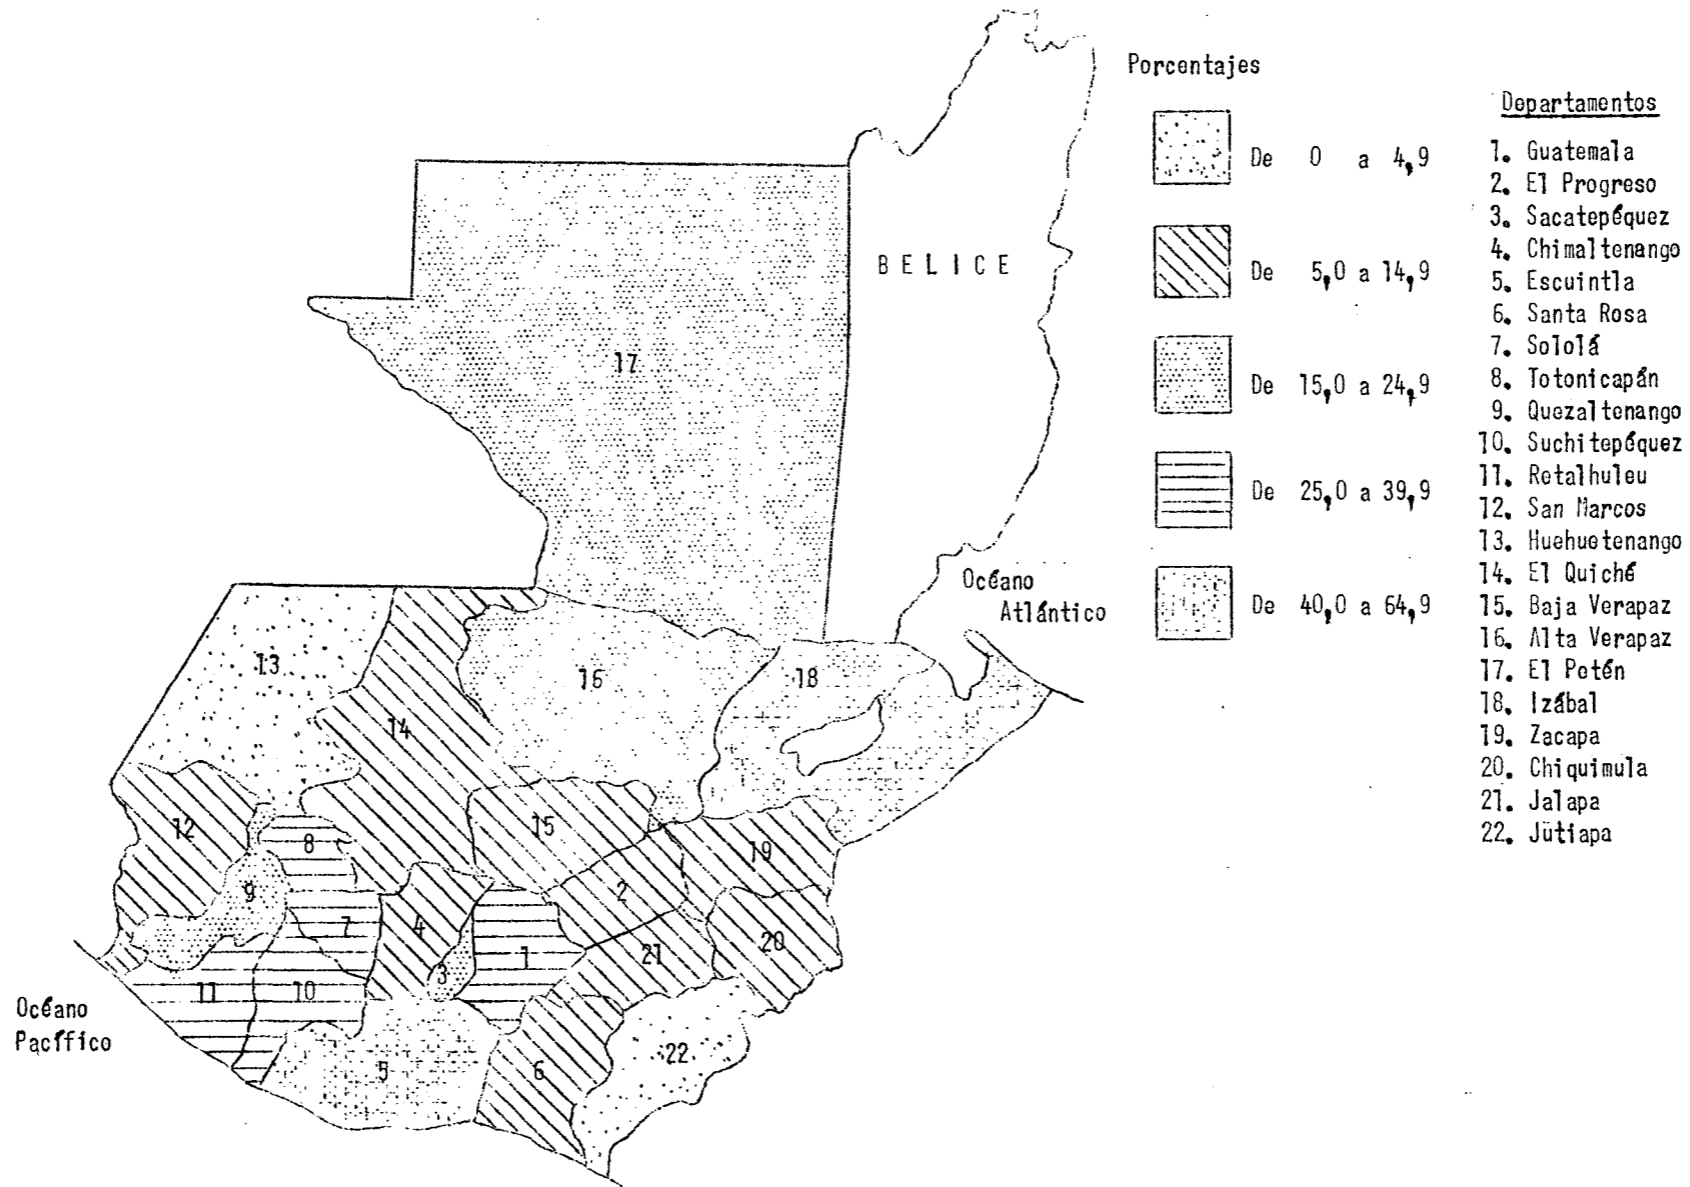 Porcentajes
De 0 a 4,9
De 5,0 a 14,9
De 15,0 a 24,9
De 25,0 a 39,9
De 40,0 a 64,9
Departamentos
1. Guatemala
2. El Progreso
3. Sacatepéquez
4. Chimaltenango
5. Escuintla
6. Santa Rosa
7. Sololá
8. Totonicapán
9. Quezaltenango
10. Suchitepéquez
11. Retalhuleu
12. San Marcos
13. Huehuetenango
14. El Quiché
15. Baja Verapaz
16. Alta Verapaz
17. El Petén
18. Izábal
19. Zacapa
20. Chiquimula
21. Jalapa
22. Jutiapa
BELICE
17
Océano
Atlántico
13
16
18
14
12
8
15
19
9
2
7
4
20
21
1
3
11
10
Océano
Pacífico
5
6
22